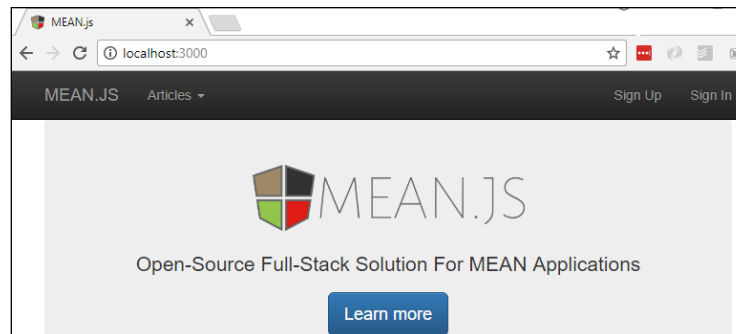 MEAN.js
localhost:3000
MEAN.JS Articles Sign Up Sign In
MEAN.JS
Open-Source Full-Stack Solution For MEAN Applications
Learn more